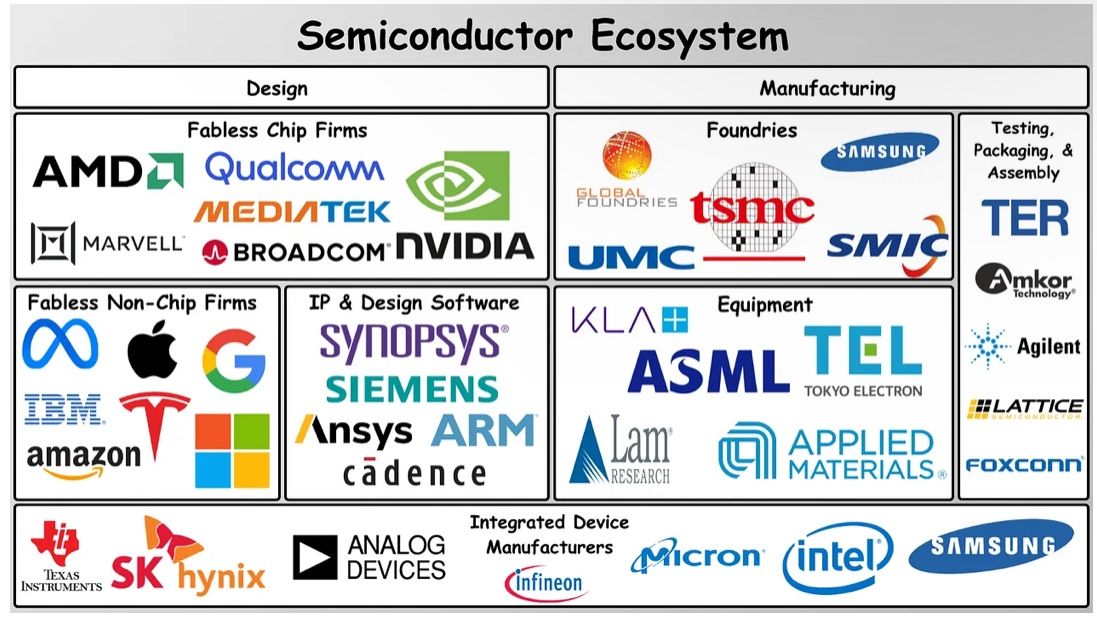 Semiconductor Ecosystem
Design
Manufacturing
Fabless Chip Firms
AMD
Qualcomm
MEDIATEK
MARVELL™
BROADCOM®
NVIDIA
Foundries
GLOBAL
FOUNDRIES
SAMSUNG
tsmc
UMC
SMIC
Testing,
Packaging, &
Assembly
TER
Amkor
Technology®
Agilent
LATTICE
SEMICONDUCTOR.
FOXCONN®
Fabless Non-Chip Firms
Meta
G
IBM®
T
amazon
IP & Design Software
SYNOPSYS®
SIEMENS
Ansys
ARM®
cādence
Equipment
KLA
ASML
TEL
TOKYO ELECTRON
Lam®
RESEARCH
APPLIED
MATERIALS®
Integrated Device
Manufacturers
TEXAS
INSTRUMENTS
SK hynix
ANALOG
DEVICES
infineon
Micron®
intel®
SAMSUNG